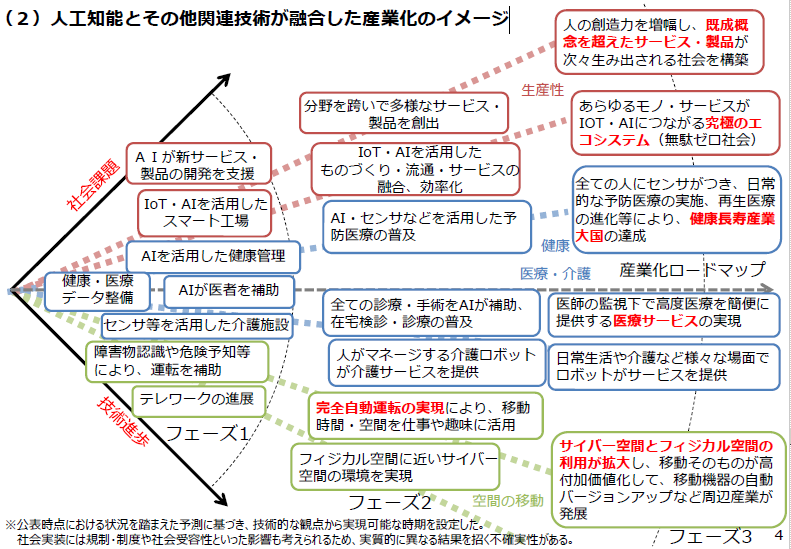 （２）人工知能とその他関連技術が融合した産業化のイメージ
人の創造力を増幅し、既成概
念を超えたサービス・製品が
次々生み出される社会を構築
生産性
分野を跨いで多様なサービス・
製品を創出
あらゆるモノ・サービスが
IOT・AIにつながる究極のエ
コシステム（無駄ゼロ社会）
ＡＩが新サービス・
製品の開発を支援
IoT・AIを活用した
ものづくり・流通・サービスの
融合、効率化
社会課題
IoT・AIを活用した
スマート工場
全ての人にセンサがつき、日常
的な予防医療の実施、再生医療
の進化等により、健康長寿産業
大国の達成
AI・センサなどを活用した予
防医療の普及
健康
AIを活用した健康管理
医療・介護
産業化ロードマップ
健康・医療
データ整備
AIが医者を補助
全ての診療・手術をAIが補助、
在宅検診・診療の普及
医師の監視下で高度医療を簡便に
提供する医療サービスの実現
センサ等を活用した介護施設
障害物認識や危険予知等
により、運転を補助
人がマネージする介護ロボット
が介護サービスを提供
日常生活や介護など様々な場面で
ロボットがサービスを提供
テレワークの進展
技術進歩
フェーズ1
完全自動運転の実現により、移動
時間・空間を仕事や趣味に活用
フィジカル空間に近いサイバー
空間の環境を実現
サイバー空間とフィジカル空間の
利用が拡大し、移動そのものが高
付加価値化して、移動機器の自動
バージョンアップなど周辺産業が
発展
フェーズ2
空間の移動
フェーズ3
4
※公表時点における状況を踏まえた予測に基づき、技術的な観点から実現可能な時期を設定した。
社会実装には規制・制度や社会受容性といった影響も考えられるため、実質的に異なる結果を招く不確実性がある。